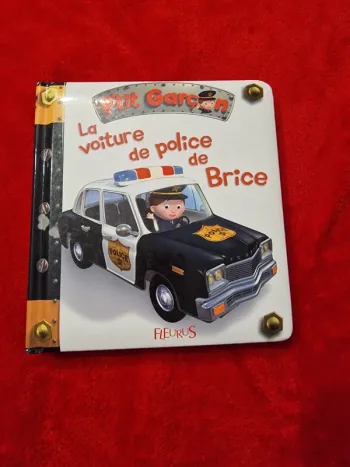 P'tit Garçon
La
voiture
de police
de
Brice
POLICE
POLICE
FLEURUS